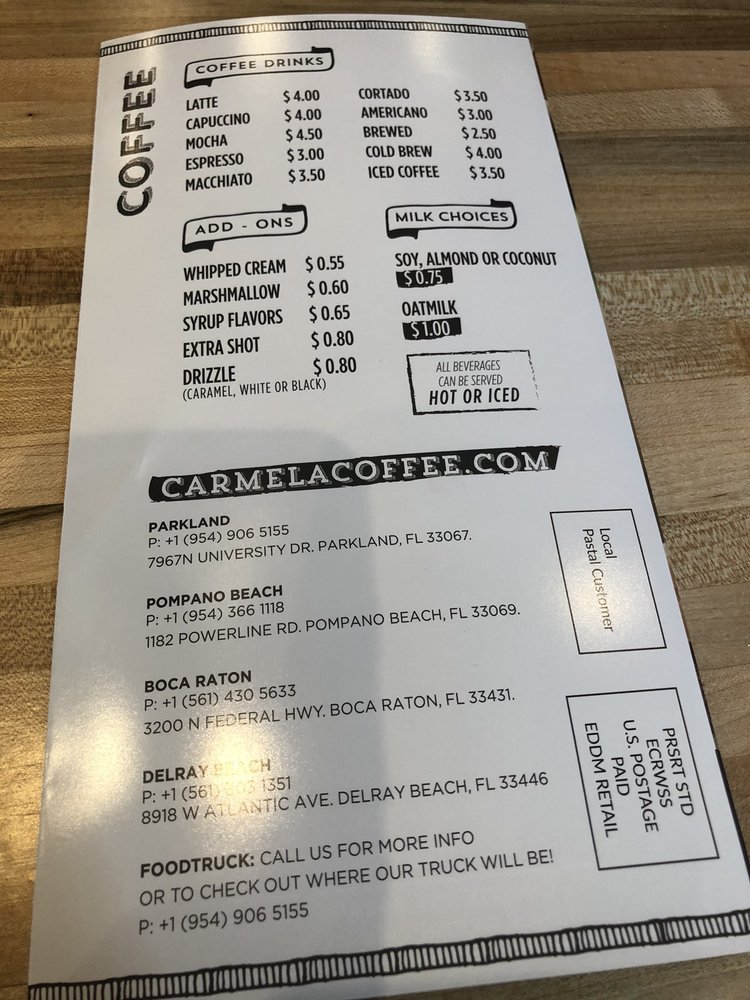 COFFEE
COFFEE DRINKS
LATTE $ 4.00
CAPUCCINO $ 4.00
MOCHA $ 4.50
ESPRESSO $ 3.00
MACCHIATO $ 3.50
CORTADO $ 3.50
AMERICANO $ 3.00
BREWED $ 2.50
COLD BREW $ 4.00
ICED COFFEE $ 3.50
ADD - ONS
WHIPPED CREAM $ 0.55
MARSHMALLOW $ 0.60
SYRUP FLAVORS $ 0.65
EXTRA SHOT $ 0.80
DRIZZLE $ 0.80
(CARAMEL, WHITE OR BLACK)
MILK CHOICES
SOY, ALMOND OR COCONUT
$ 0.75
OATMILK
$ 1.00
ALL BEVERAGES
CAN BE SERVED
HOT OR ICED
CARMELACOFFEE.COM
PARKLAND
P: +1 (954) 906 5155
7967N UNIVERSITY DR. PARKLAND, FL 33067.
POMPANO BEACH
P: +1 (954) 366 1118
1182 POWERLINE RD. POMPANO BEACH, FL 33069.
BOCA RATON
P: +1 (561) 430 5633
3200 N FEDERAL HWY. BOCA RATON, FL 33431.
DELRAY BEACH
P: +1 (561) 1351
8918 W ATLANTIC AVE. DELRAY BEACH, FL 33446
FOODTRUCK: CALL US FOR MORE INFO
OR TO CHECK OUT WHERE OUR TRUCK WILL BE!
P: +1 (954) 906 5155
Local
Pastal Customer
PRSRT STD
ECRWSS
U.S. POSTAGE
PAID
EDDM RETAIL